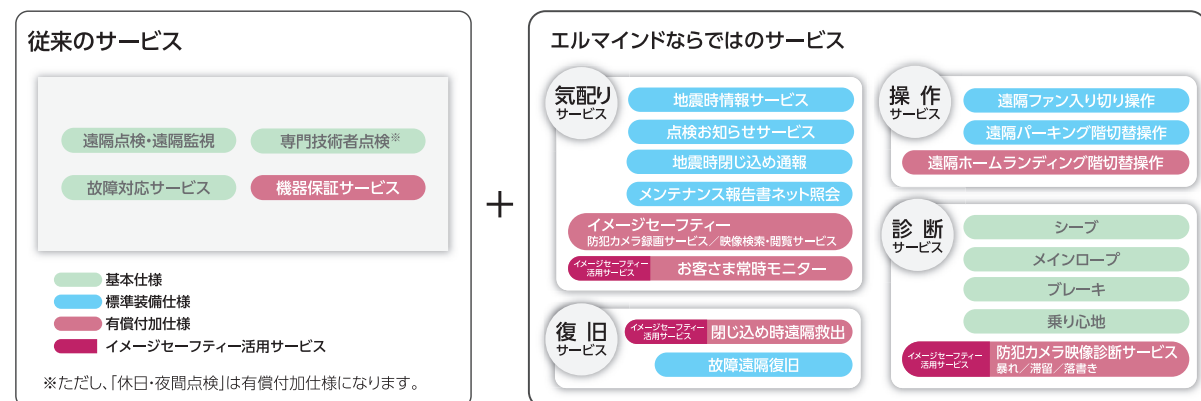 従来のサービス
遠隔点検・遠隔監視
専門技術者点検※
故障対応サービス
機器保証サービス
基本仕様
標準装備仕様
有償付加仕様
イメージセーフティー活用サービス
※ただし、「休日・夜間点検」は有償付加仕様になります。
+
エルマインドならではのサービス
気配り
サービス
地震時情報サービス
点検お知らせサービス
地震時閉じ込め通報
メンテナンス報告書ネット照会
イメージセーフティー
防犯カメラ録画サービス/映像検索・閲覧サービス
イメージセーフティー
活用サービス
お客さま常時モニター
復旧
サービス
イメージセーフティー
活用サービス
閉じ込め時遠隔救出
故障遠隔復旧
操作
サービス
遠隔ファン入り切り操作
遠隔パーキング階切替操作
遠隔ホームランディング階切替操作
診断
サービス
シーブ
メインロープ
ブレーキ
乗り心地
イメージセーフティー
活用サービス
防犯カメラ映像診断サービス
暴れ/滞留/落書き